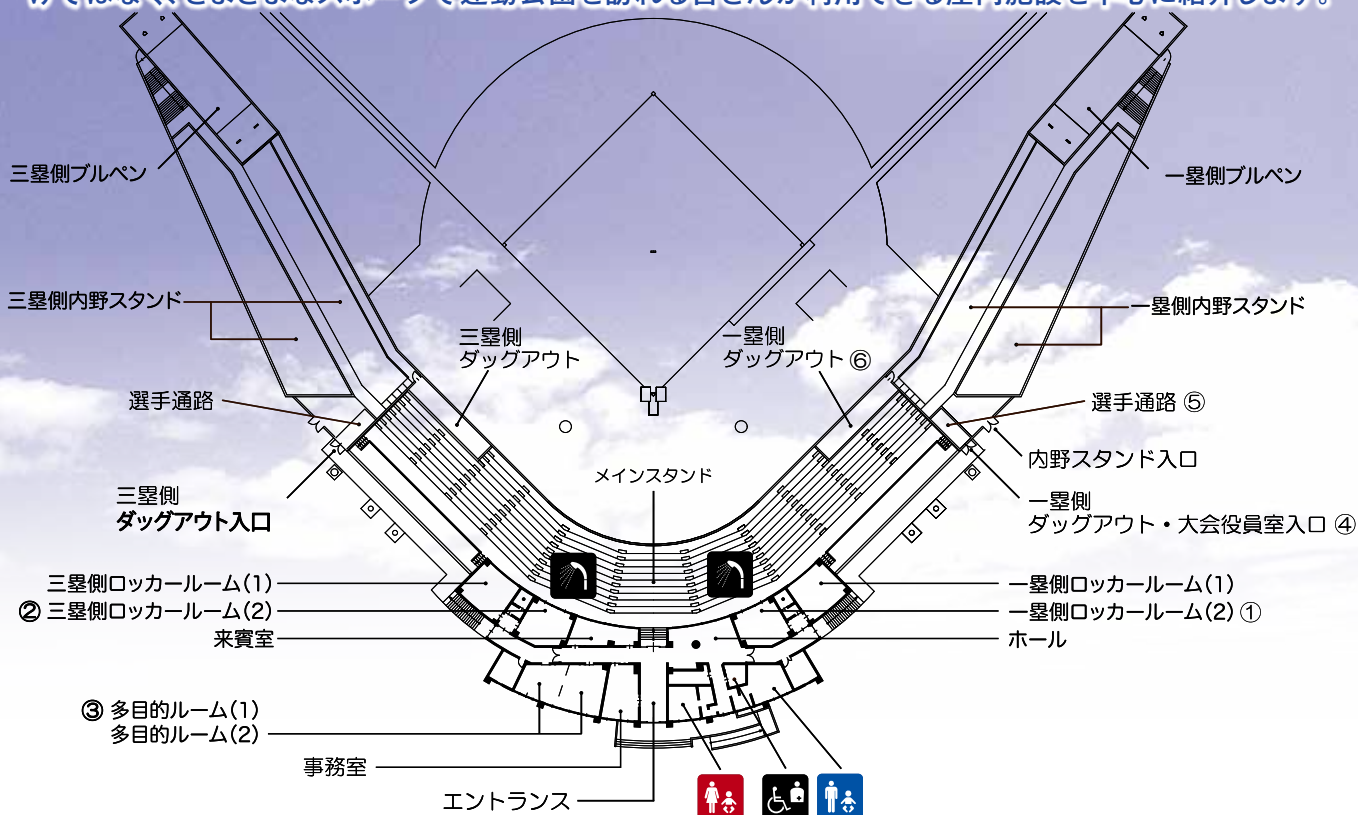 三塁側ブルペン
一塁側ブルペン
三塁側内野スタンド
一塁側内野スタンド
三塁側
ダッグアウト
一塁側
ダッグアウト ⑥
選手通路
選手通路 ⑤
メインスタンド
内野スタンド入口
三塁側
ダッグアウト入口
一塁側
ダッグアウト・大会役員室入口 ④
三塁側ロッカールーム(1)
② 三塁側ロッカールーム(2)
来賓室
一塁側ロッカールーム(1)
一塁側ロッカールーム(2) ①
ホール
③ 多目的ルーム(1)
多目的ルーム(2)
事務室
エントランス